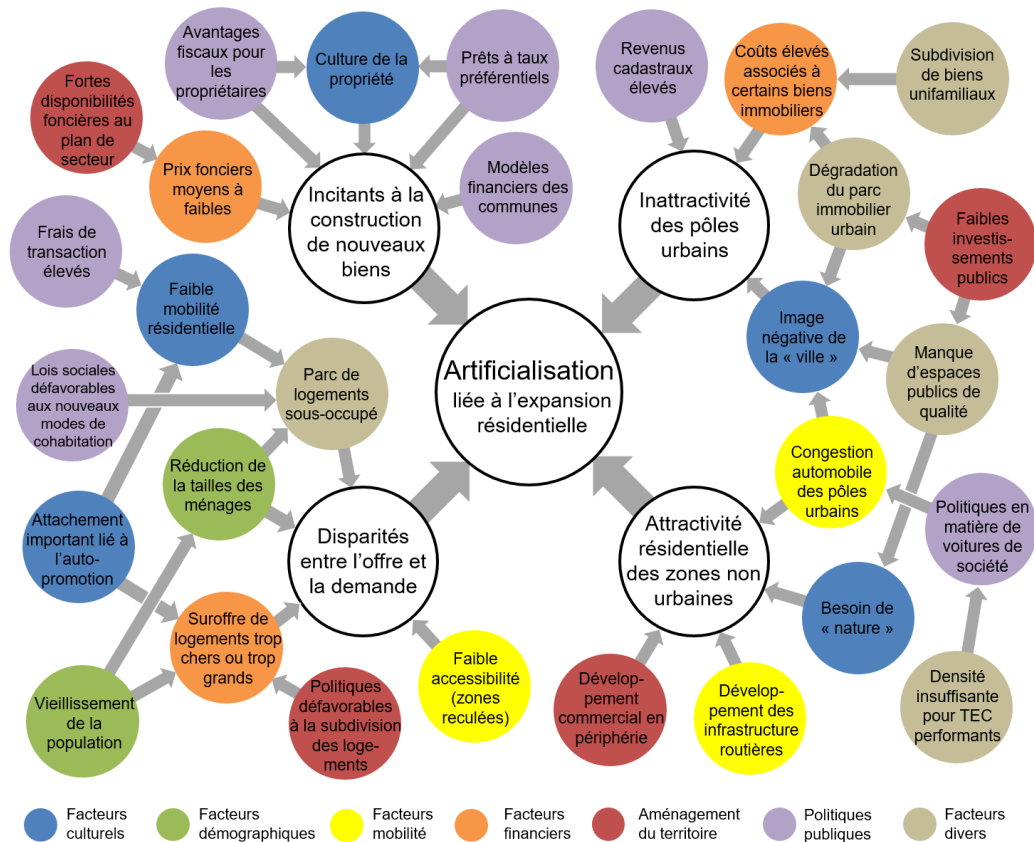 Avantages
fiscaux pour
les
propriétaires
Culture de la
propriété
Prêts à taux
préférentiels
Revenus
cadastraux
élevés
Coûts élevés
associés à
certains biens
immobiliers
Subdivision
de biens
unifamiliaux
Fortes
disponibilités
foncières au
plan de
secteur
Prix fonciers
moyens à
faibles
Incitants à la
construction
de nouveaux
biens
Modèles
financiers des
communes
Inattractivité
des pôles
urbains
Dégradation
du parc
immobilier
urbain
Faibles
investis-
sements
publics
Frais de
transaction
élevés
Faible
mobilité
résidentielle
Image
négative de
la « ville »
Manque
d’espaces
publics de
qualité
Artificialisation
liée à l’expansion
résidentielle
Lois sociales
défavorables
aux nouveaux
modes de
cohabitation
Parc de
logements
sous-occupé
Réduction de
la tailles des
ménages
Congestion
automobile
des pôles
urbains
Politiques en
matière de
voitures de
société
Attachement
important lié à
l’auto-
promotion
Disparités
entre l’offre et
la demande
Attractivité
résidentielle
des zones non
urbaines
Besoin de
« nature »
Suroffre de
logements trop
chers ou trop
grands
Vieillissement
de la
population
Politiques
défavorables
à la subdivision
des loge-
ments
Faible
accessibilité
(zones
reculées)
Dévelop-
pement
commercial en
périphérie
Dévelop-
pement des
infrastructure
routières
Densité
insuffisante
pour TEC
performants
Facteurs
culturels
Facteurs
démographiques
Facteurs
mobilité
Facteurs
financiers
Aménagement
du territoire
Politiques
publiques
Facteurs
divers